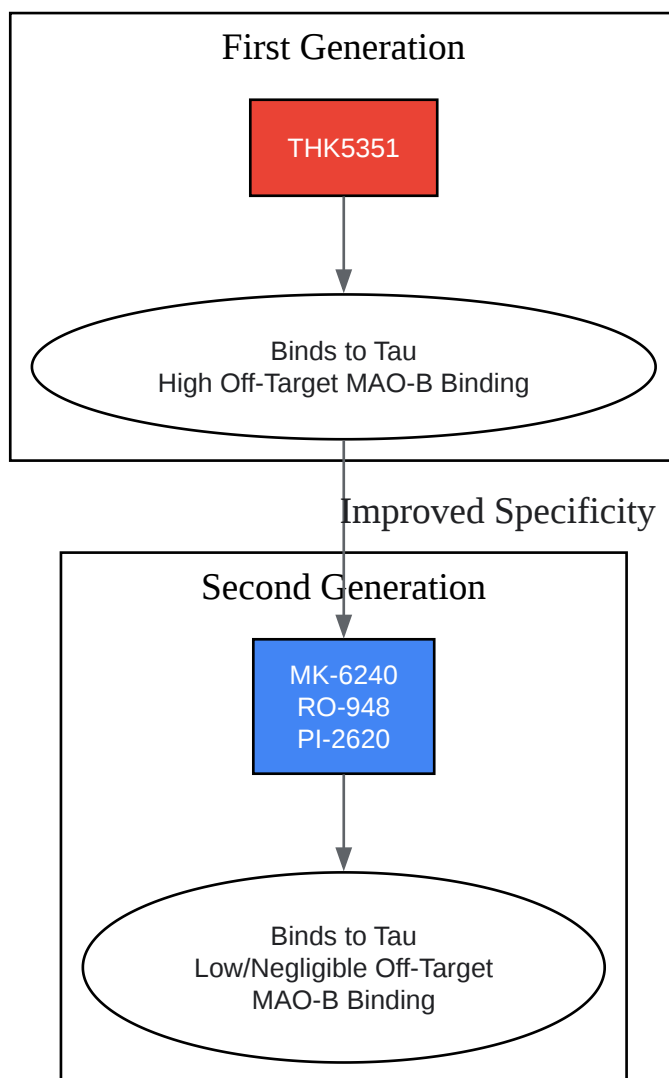 First Generation
THK5351
Binds to Tau
High Off-Target MAO-B Binding
Improved Specificity
Second Generation
MK-6240
RO-948
PI-2620
Binds to Tau
Low/Negligible Off-Target
MAO-B Binding